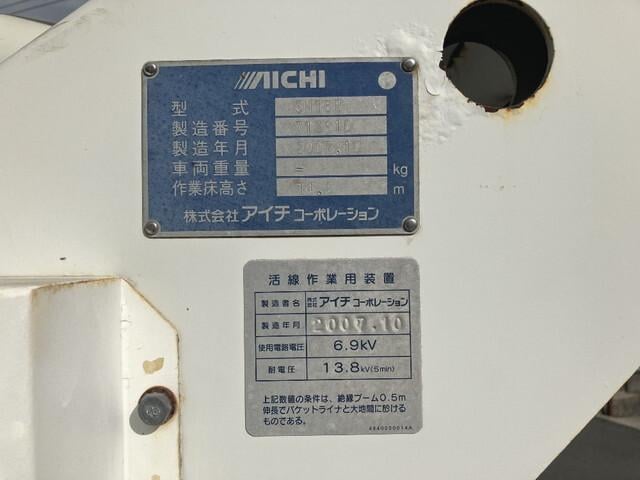 AICHI
型式
製造番号
製造年月 2007.10
車両重量 - kg
作業床高さ m
株式会社アイチコーポレーション
活線作業用装置
製造者名 株式会社アイチコーポレーション
製造年月 2007.10
使用電路電圧 6.9kV
耐電圧 13.8kV(5min)
上記数値の条件は、絶縁ブーム0.5m
伸長でバケットライナと大地間に於ける
ものである。